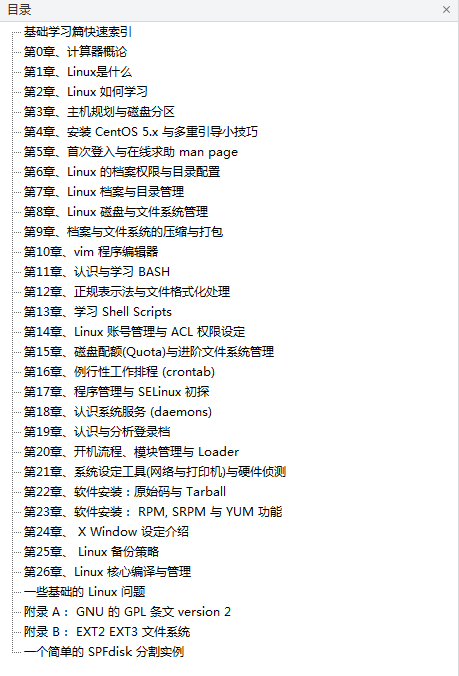 目录
基础学习篇快速索引
第0章、计算器概论
第1章、Linux是什么
第2章、Linux 如何学习
第3章、主机规划与磁盘分区
第4章、安装 CentOS 5.x 与多重引导小技巧
第5章、首次登入与在线求助 man page
第6章、Linux 的档案权限与目录配置
第7章、Linux 档案与目录管理
第8章、Linux 磁盘与文件系统管理
第9章、档案与文件系统的压缩与打包
第10章、vim 程序编辑器
第11章、认识与学习 BASH
第12章、正规表示法与文件格式化处理
第13章、学习 Shell Scripts
第14章、Linux 账号管理与 ACL 权限设定
第15章、磁盘配额(Quota)与进阶文件系统管理
第16章、例行性工作排程 (crontab)
第17章、程序管理与 SELinux 初探
第18章、认识系统服务 (daemons)
第19章、认识与分析登录档
第20章、开机流程、模块管理与 Loader
第21章、系统设定工具(网络与打印机)与硬件侦测
第22章、软件安装：原始码与 Tarball
第23章、软件安装： RPM, SRPM 与 YUM 功能
第24章、 X Window 设定介绍
第25章、 Linux 备份策略
第26章、Linux 核心编译与管理
一些基础的 Linux 问题
附录 A ： GNU 的 GPL 条文 version 2
附录 B ： EXT2 EXT3 文件系统
一个简单的 SPFdisk 分割实例